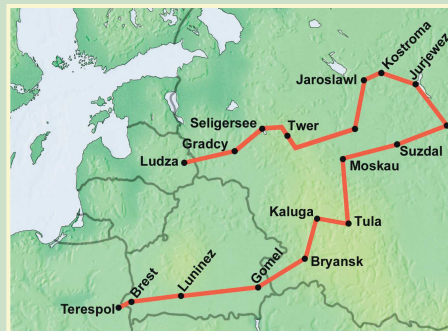 Kostroma
Jaroslawl
Jurjewez
Seligersee
Twer
Gradcy
Ludza
Suzdal
Moskau
Kaluga
Tula
Bryansk
Gomel
Luninez
Brest
Terespol